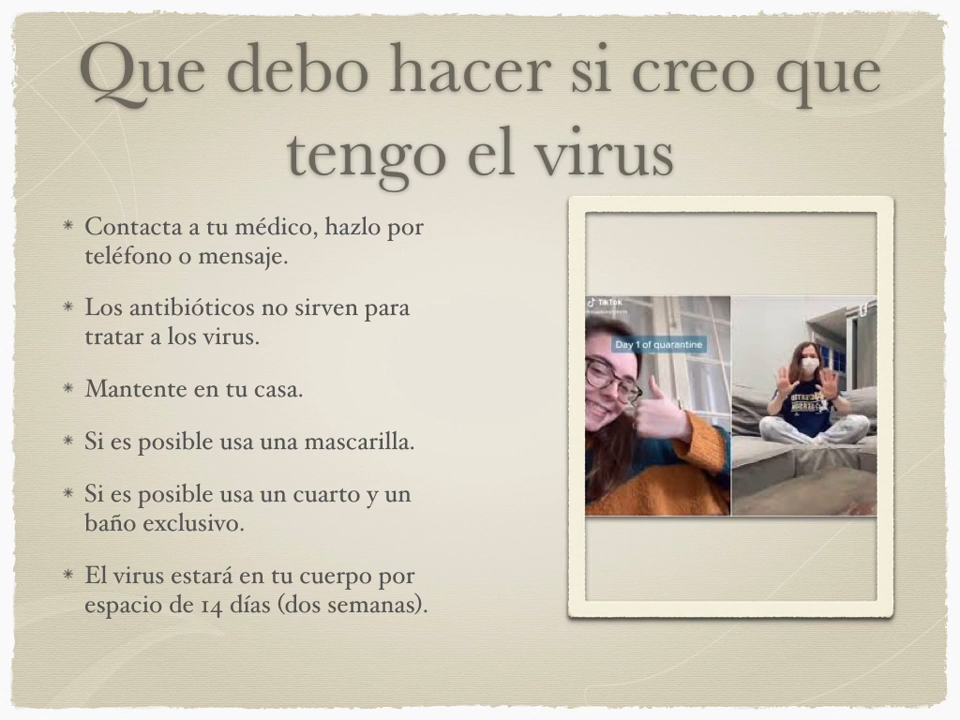 Que debo hacer si creo que
tengo el virus
* Contacta a tu médico, hazlo por
teléfono o mensaje.
* Los antibióticos no sirven para
tratar a los virus.
* Mantente en tu casa.
* Si es posible usa una mascarilla.
* Si es posible usa un cuarto y un
baño exclusivo.
* El virus estará en tu cuerpo por
espacio de 14 días (dos semanas).
TikTok
Day 1 of quarantine